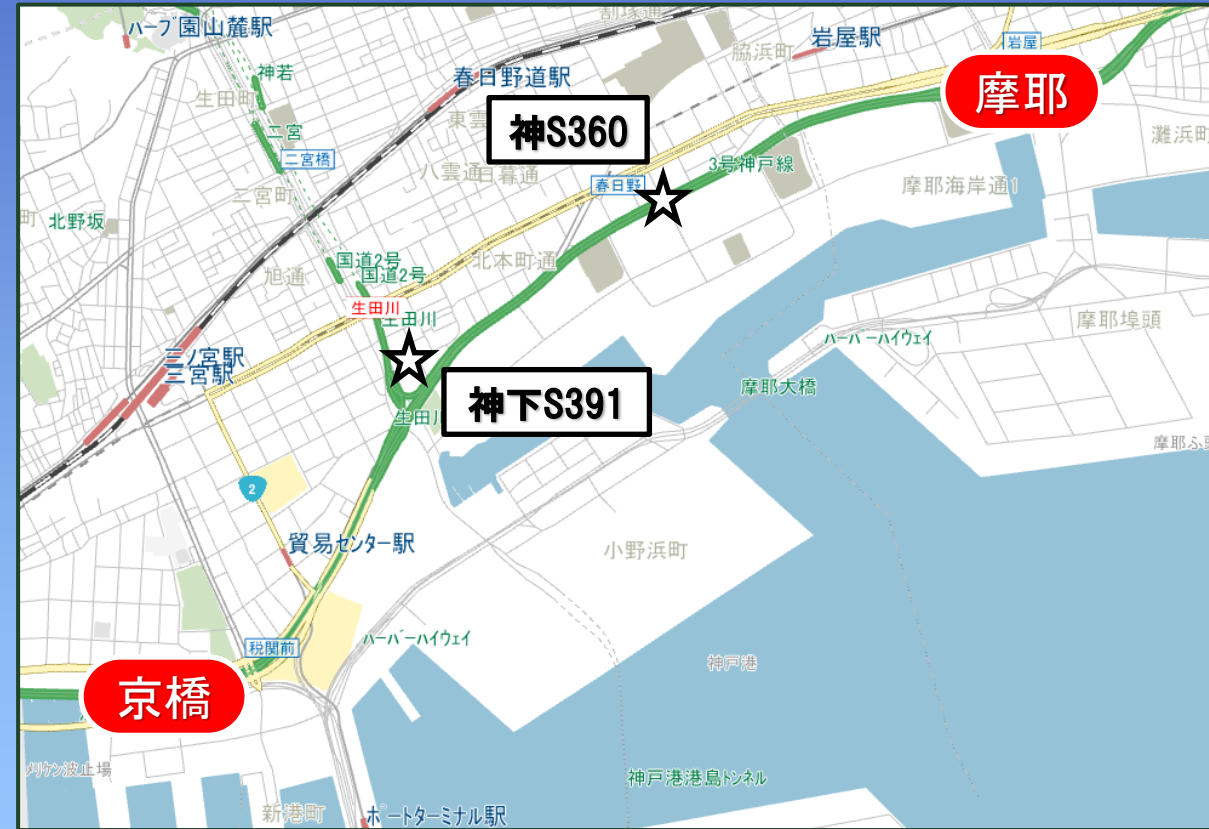 ハーブ園山麓駅
割塚通
岩屋駅
岩屋
脇浜町
神若
春日野道駅
摩耶
生田町
東雲
神S360
二宮
二宮橋
灘浜町
八雲通
日暮通
3号神戸線
二宮町
春日野
摩耶海岸通1
町
北野坂
国道2号
国道2号
北本町通
旭通
生田川
生田川
摩耶埠頭
ハーバーハイウェイ
三ノ宮駅
三宮駅
摩耶大橋
神下S391
生田川
摩耶ふ頭
2
貿易センター駅
小野浜町
税関前
ハーバーハイウェイ
神戸港
京橋
メリケン波止場
神戸港港島トンネル
新港町
ポートターミナル駅